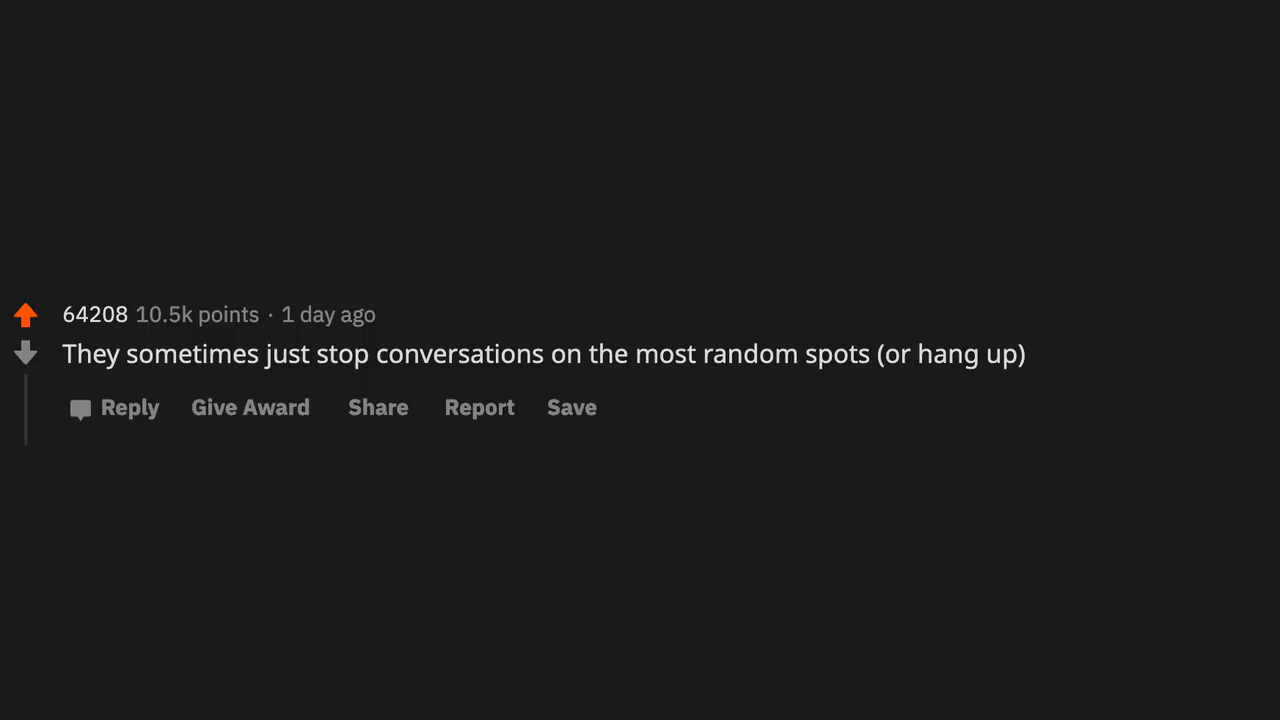 64208 10.5k points · 1 day ago
They sometimes just stop conversations on the most random spots (or hang up)
Reply Give Award Share Report Save